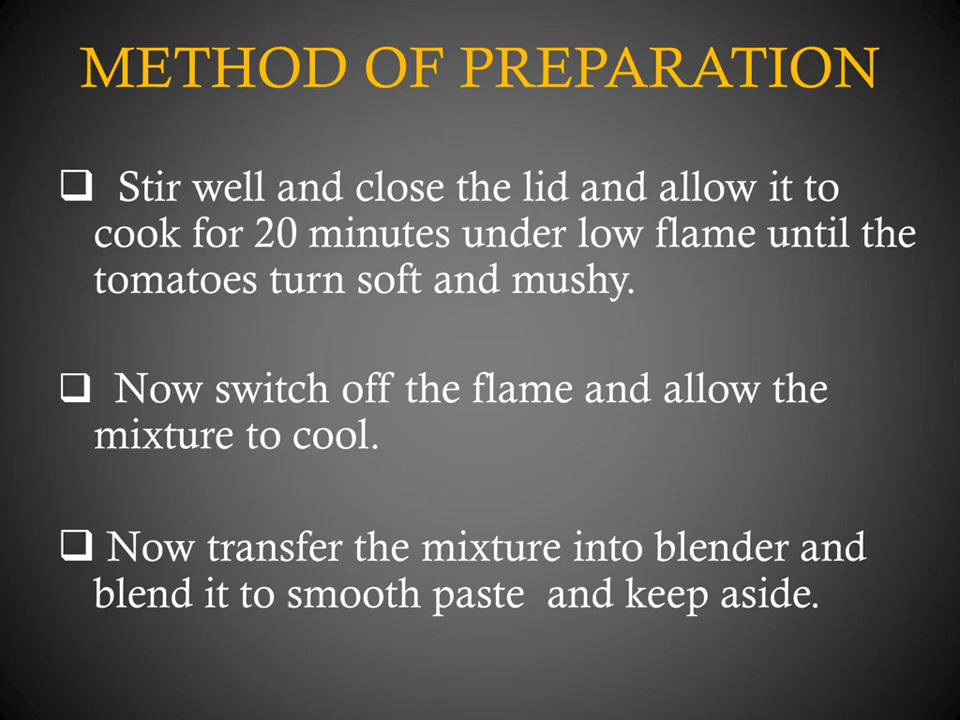 METHOD OF PREPARATION
Stir well and close the lid and allow it to
cook for 20 minutes under low flame until the
tomatoes turn soft and mushy.
Now switch off the flame and allow the
mixture to cool.
Now transfer the mixture into blender and
blend it to smooth paste  and keep aside.